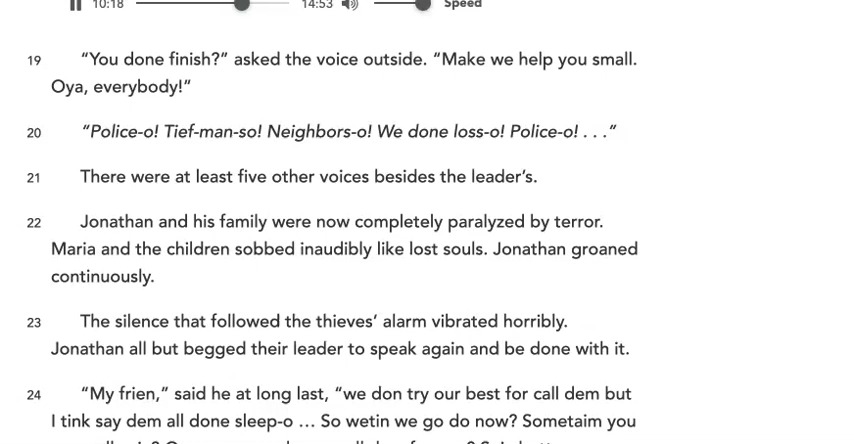 10:18 14:53 Speed
19 “You done finish?” asked the voice outside. “Make we help you small.
Oya, everybody!”
20 “Police-o! Tief-man-so! Neighbors-o! We done loss-o! Police-o! . . .”
21 There were at least five other voices besides the leader’s.
22 Jonathan and his family were now completely paralyzed by terror.
Maria and the children sobbed inaudibly like lost souls. Jonathan groaned
continuously.
23 The silence that followed the thieves’ alarm vibrated horribly.
Jonathan all but begged their leader to speak again and be done with it.
24 “My frien,” said he at long last, “we don try our best for call dem but
I tink say dem all done sleep-o … So wetin we go do now? Sometaim you